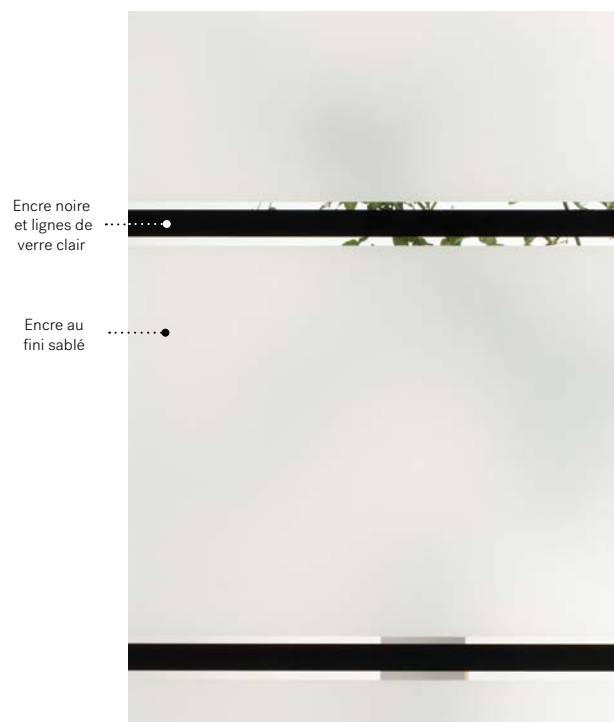 Encre noire
et lignes de
verre clair
Encre au
fini sablé